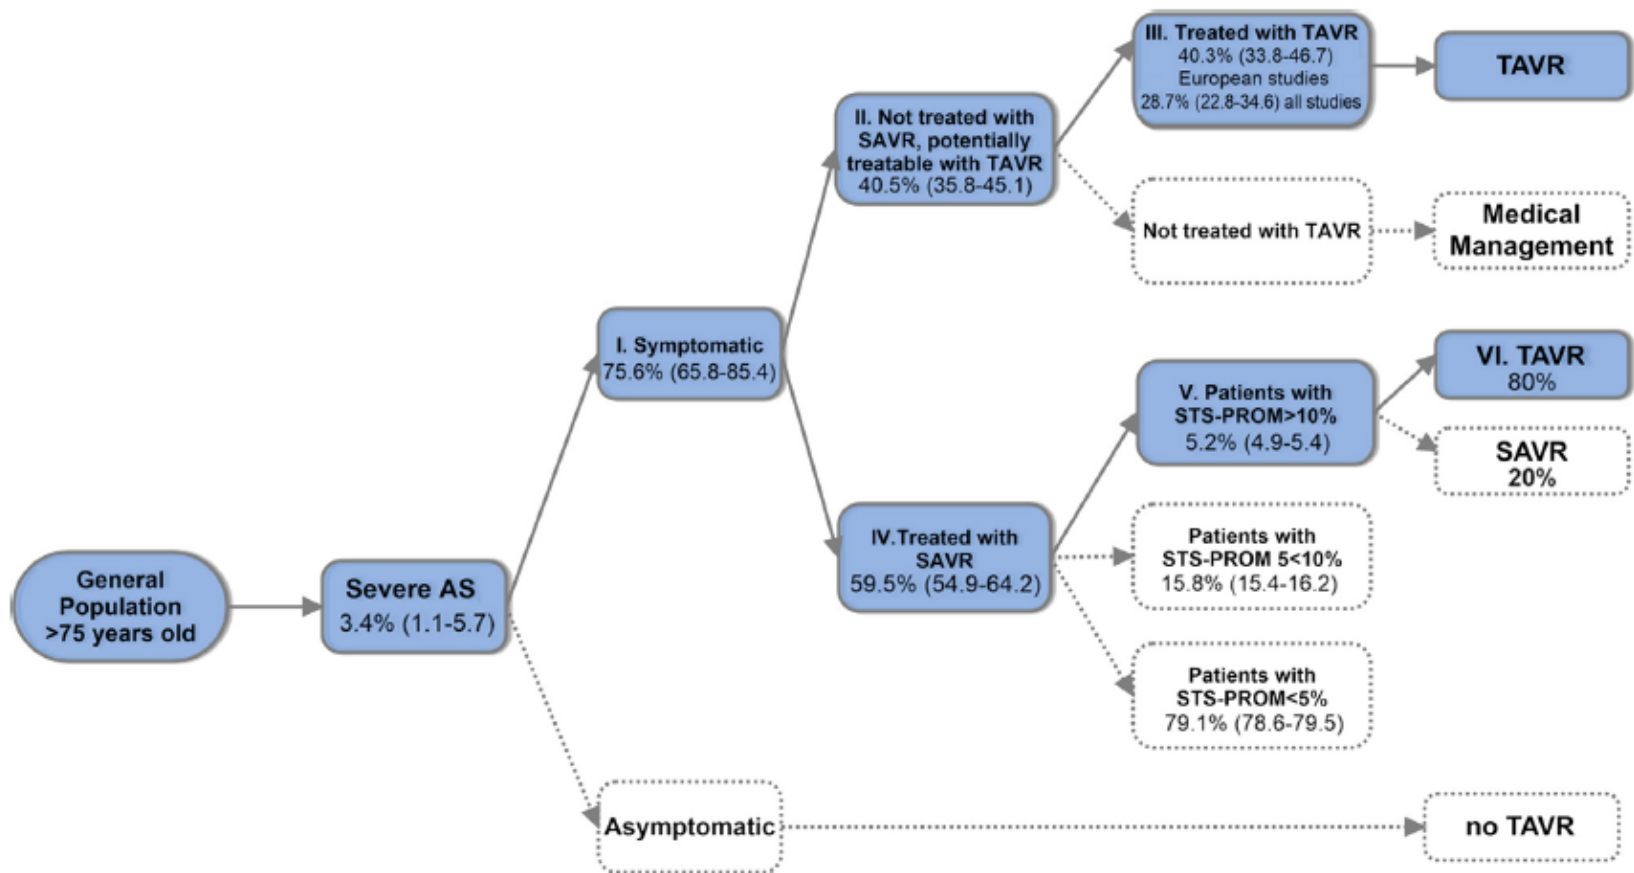 General
Population
>75 years old
Severe AS
3.4% (1.1-5.7)
I. Symptomatic
75.6% (65.8-85.4)
Asymptomatic
II. Not treated with
SAVR, potentially
treatable with TAVR
40.5% (35.8-45.1)
IV.Treated with
SAVR
59.5% (54.9-64.2)
III. Treated with TAVR
40.3% (33.8-46.7)
European studies
28.7% (22.8-34.6) all studies
Not treated with TAVR
V. Patients with
STS-PROM>10%
5.2% (4.9-5.4)
Patients with
STS-PROM 5<10%
15.8% (15.4-16.2)
Patients with
STS-PROM<5%
79.1% (78.6-79.5)
TAVR
Medical
Management
VI. TAVR
80%
SAVR
20%
no TAVR